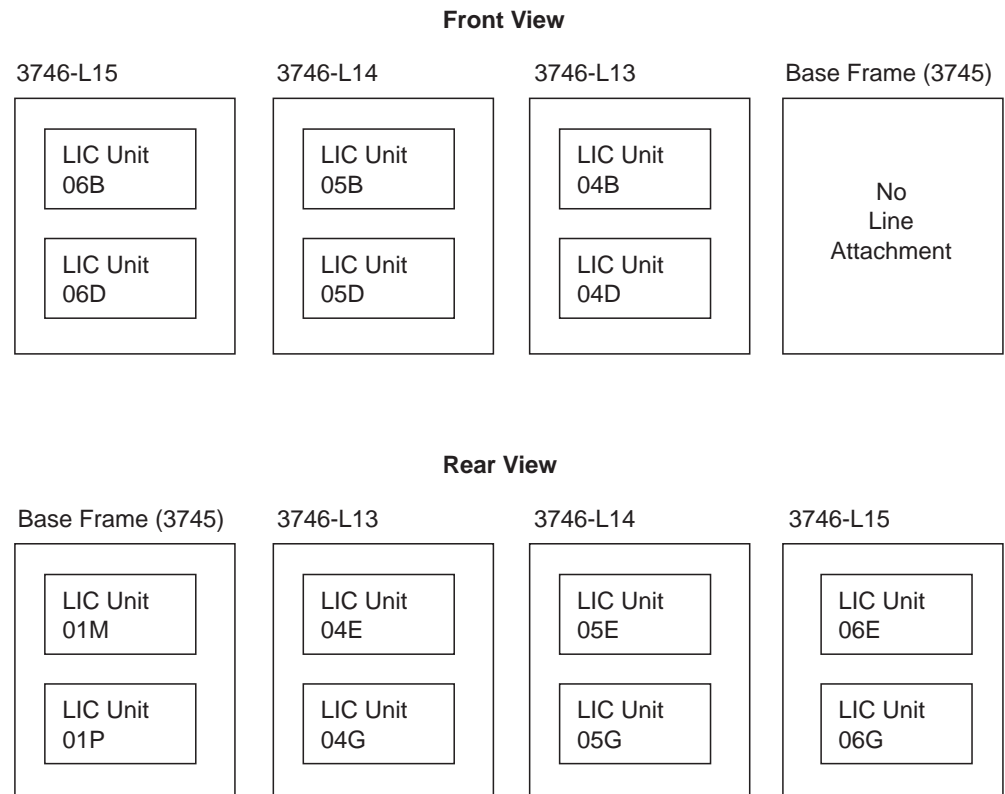 Front View
3746-L15 3746-L14 3746-L13 Base Frame (3745)
LIC Unit
06B
LIC Unit
06D
LIC Unit
05B
LIC Unit
05D
LIC Unit
04B
LIC Unit
04D
No
Line
Attachment
Rear View
Base Frame (3745) 3746-L13 3746-L14 3746-L15
LIC Unit
01M
LIC Unit
01P
LIC Unit
04E
LIC Unit
04G
LIC Unit
05E
LIC Unit
05G
LIC Unit
06E
LIC Unit
06G